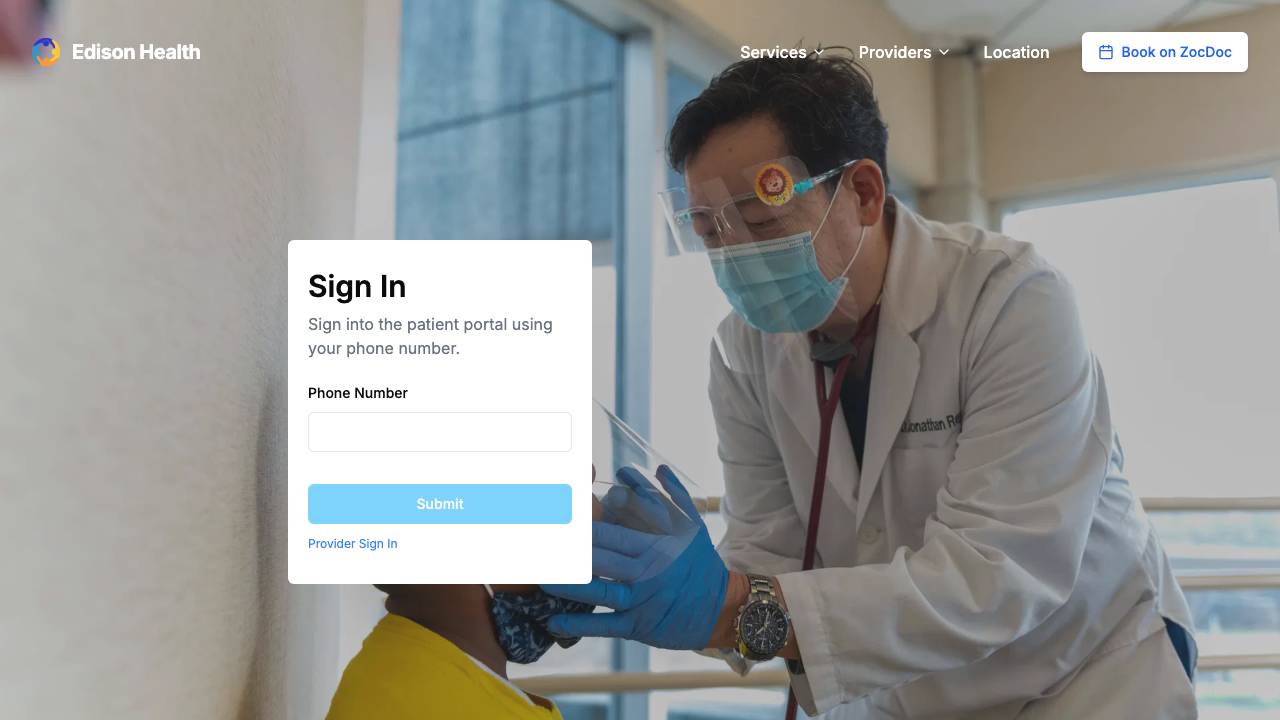 Edison Health
Services
Providers
Location
Book on ZocDoc
Sign In
Sign into the patient portal using
your phone number.
Phone Number
Submit
Provider Sign In
Jonathan